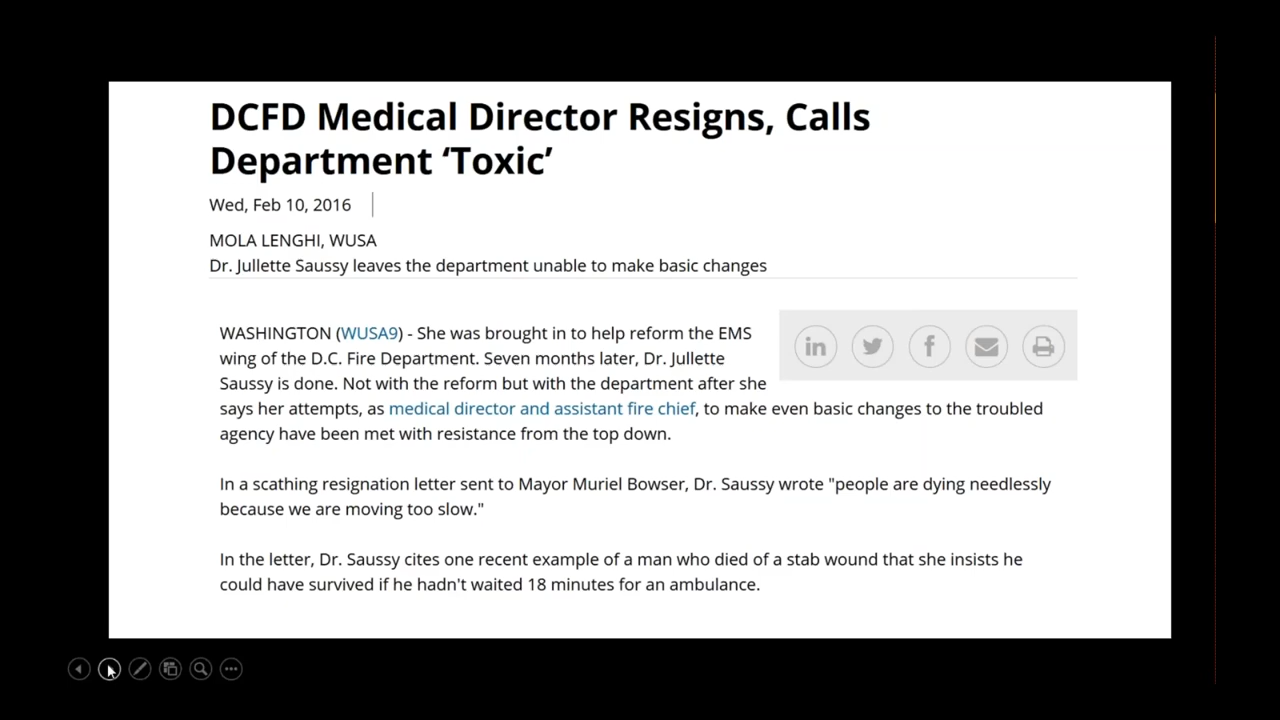 DCFD Medical Director Resigns, Calls
Department ‘Toxic’
Wed, Feb 10, 2016
MOLA LENGHI, WUSA
Dr. Jullette Saussy leaves the department unable to make basic changes
WASHINGTON (WUSA9) - She was brought in to help reform the EMS
wing of the D.C. Fire Department. Seven months later, Dr. Jullette
Saussy is done. Not with the reform but with the department after she
says her attempts, as medical director and assistant fire chief, to make even basic changes to the troubled
agency have been met with resistance from the top down.
In a scathing resignation letter sent to Mayor Muriel Bowser, Dr. Saussy wrote "people are dying needlessly
because we are moving too slow."
In the letter, Dr. Saussy cites one recent example of a man who died of a stab wound that she insists he
could have survived if he hadn't waited 18 minutes for an ambulance.